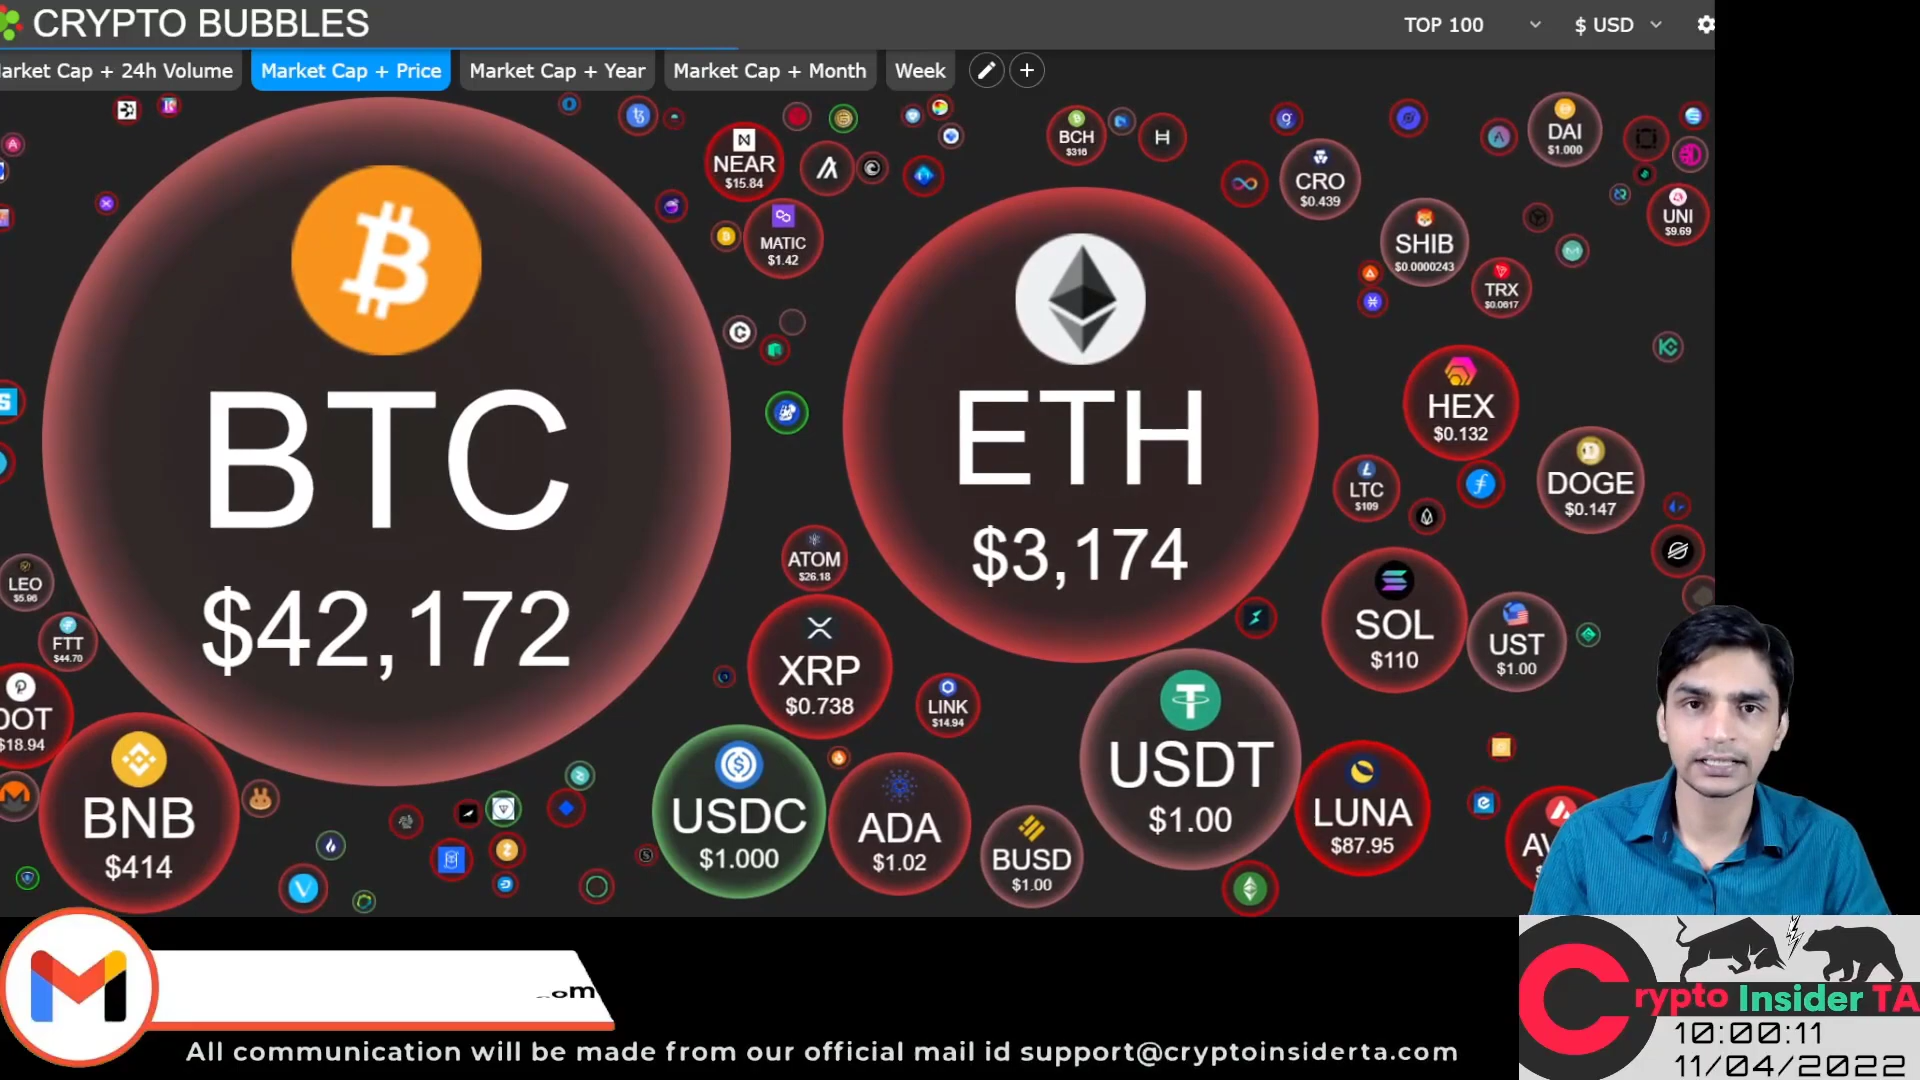 CRYPTO BUBBLES
TOP 100
$ USD
arket Cap + 24h Volume
Market Cap + Price
Market Cap + Year
Market Cap + Month
Week
BTC
$42,172
ETH
$3,174
NEAR
$15.84
MATIC
$1.42
BCH
$316
CRO
$0.439
DAI
$1.000
SHIB
$0.0000243
UNI
$9.69
TRX
$0.0617
HEX
$0.132
LTC
$109
DOGE
$0.147
ATOM
$26.18
XRP
$0.738
LINK
$14.94
SOL
$110
UST
$1.00
LEO
$5.96
FTT
$44.70
DOT
$18.94
BNB
$414
USDC
$1.000
ADA
$1.02
BUSD
$1.00
USDT
$1.00
LUNA
$87.95
AV
om
All communication will be made from our official mail id support@cryptoinsiderta.com
Crypto Insider TA
10:00:11
11/04/2022